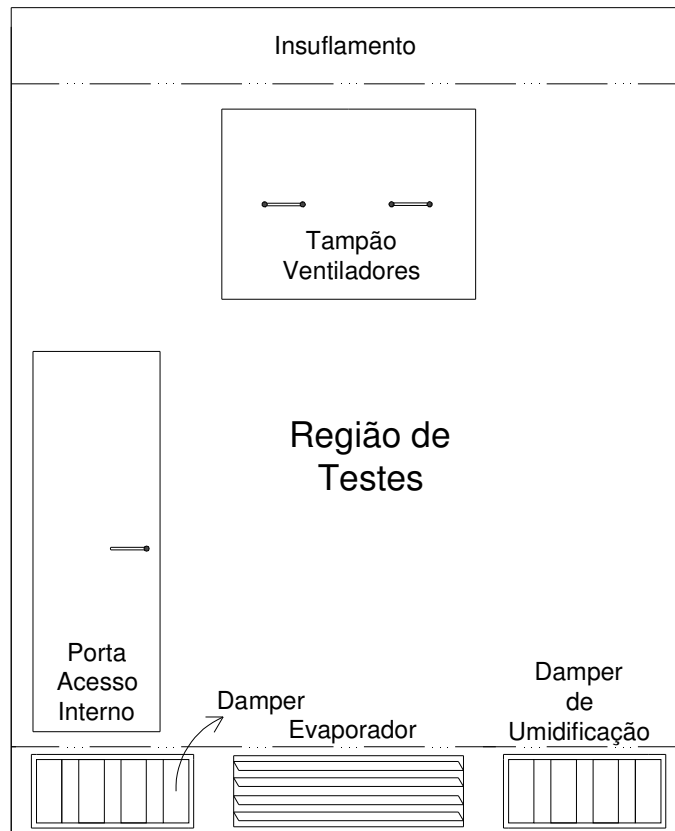 Insuflamento
Tampão
Ventiladores
Região de
Testes
Porta
Acesso
Interno
Damper
Evaporador
Damper
de
Umidificação